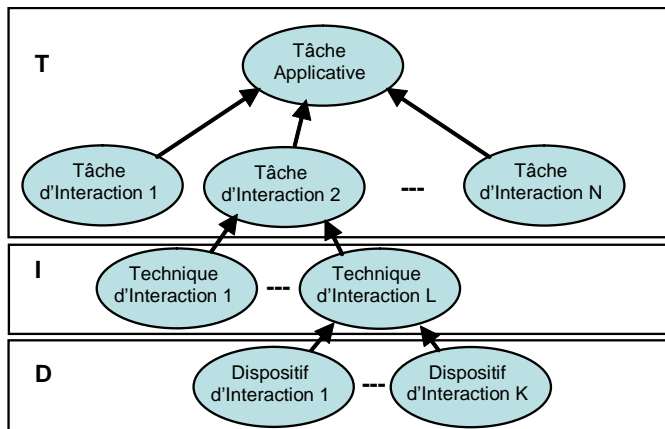 T
Tâche
Applicative
Tâche
d'Interaction 1
Tâche
d'Interaction 2
---
Tâche
d'Interaction N
I
Technique
d'Interaction 1
---
Technique
d'Interaction L
D
Dispositif
d'Interaction 1
---
Dispositif
d'Interaction K